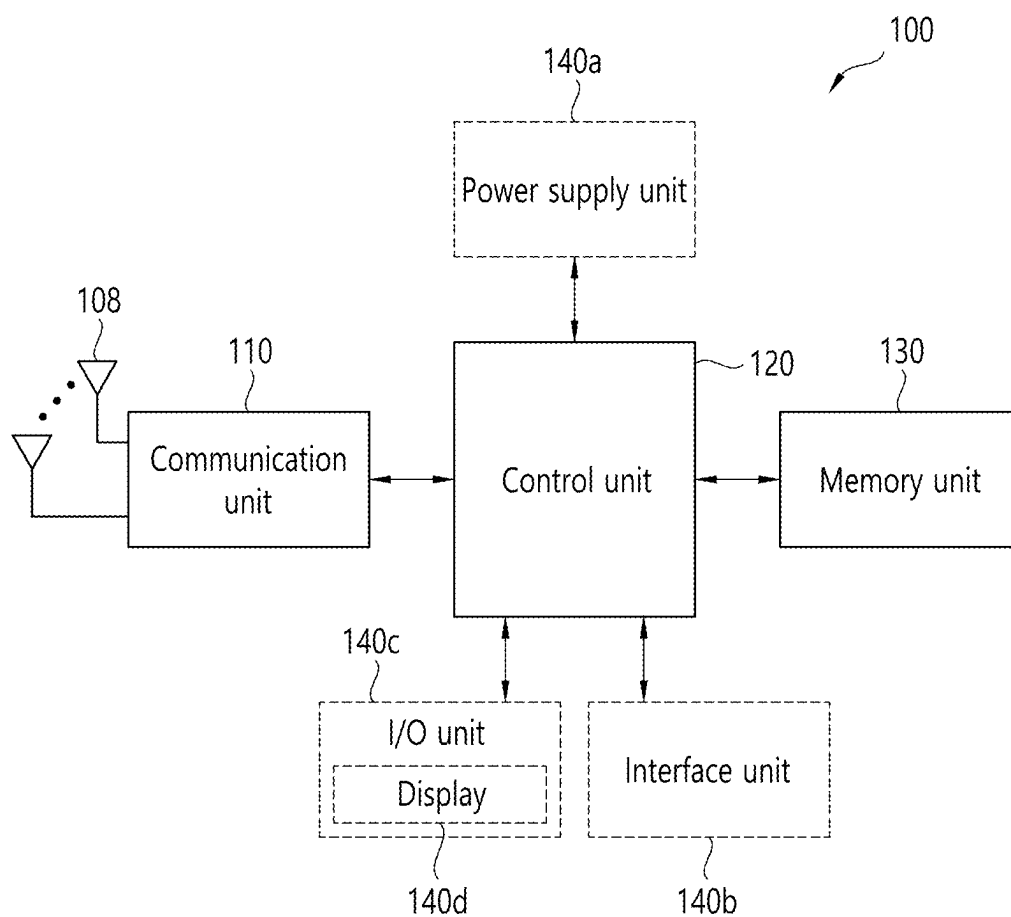 100
140a
Power supply unit
108
110
120
130
Communication
unit
Control unit
Memory unit
140c
I/O unit
Display
Interface unit
140d
140b